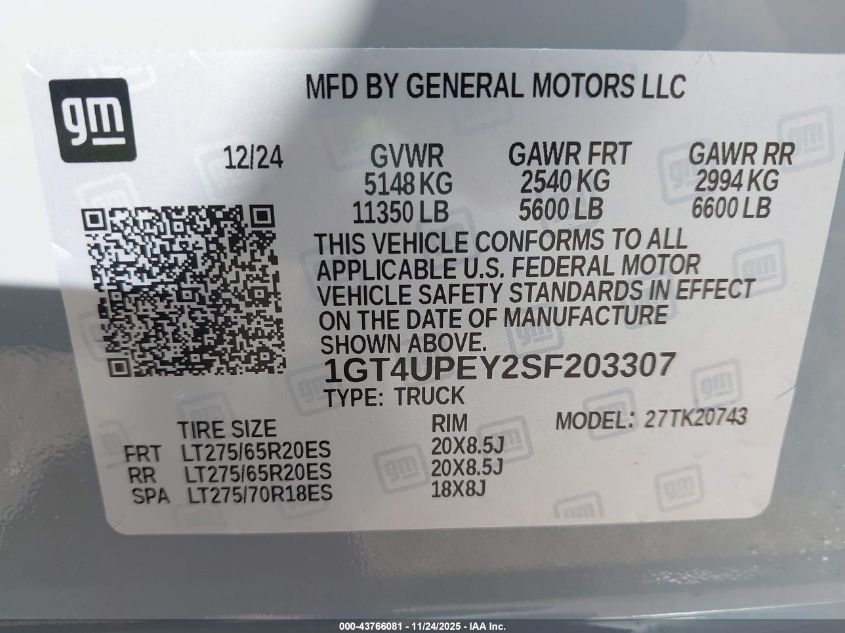 gm
MFD BY GENERAL MOTORS LLC
12/24 GVWR GAWR FRT GAWR RR
5148 KG 2540 KG 2994 KG
11350 LB 5600 LB 6600 LB
THIS VEHICLE CONFORMS TO ALL
APPLICABLE U.S. FEDERAL MOTOR
VEHICLE SAFETY STANDARDS IN EFFECT
ON THE DATE OF MANUFACTURE
SHOWN ABOVE.
1GT4UPEY2SF203307
TYPE: TRUCK
TIRE SIZE RIM MODEL: 27TK20743
FRT LT275/65R20ES 20X8.5J
RR LT275/65R20ES 20X8.5J
SPA LT275/70R18ES 18X8J
000-43766081 - 11/24/2025 - IAA Inc.